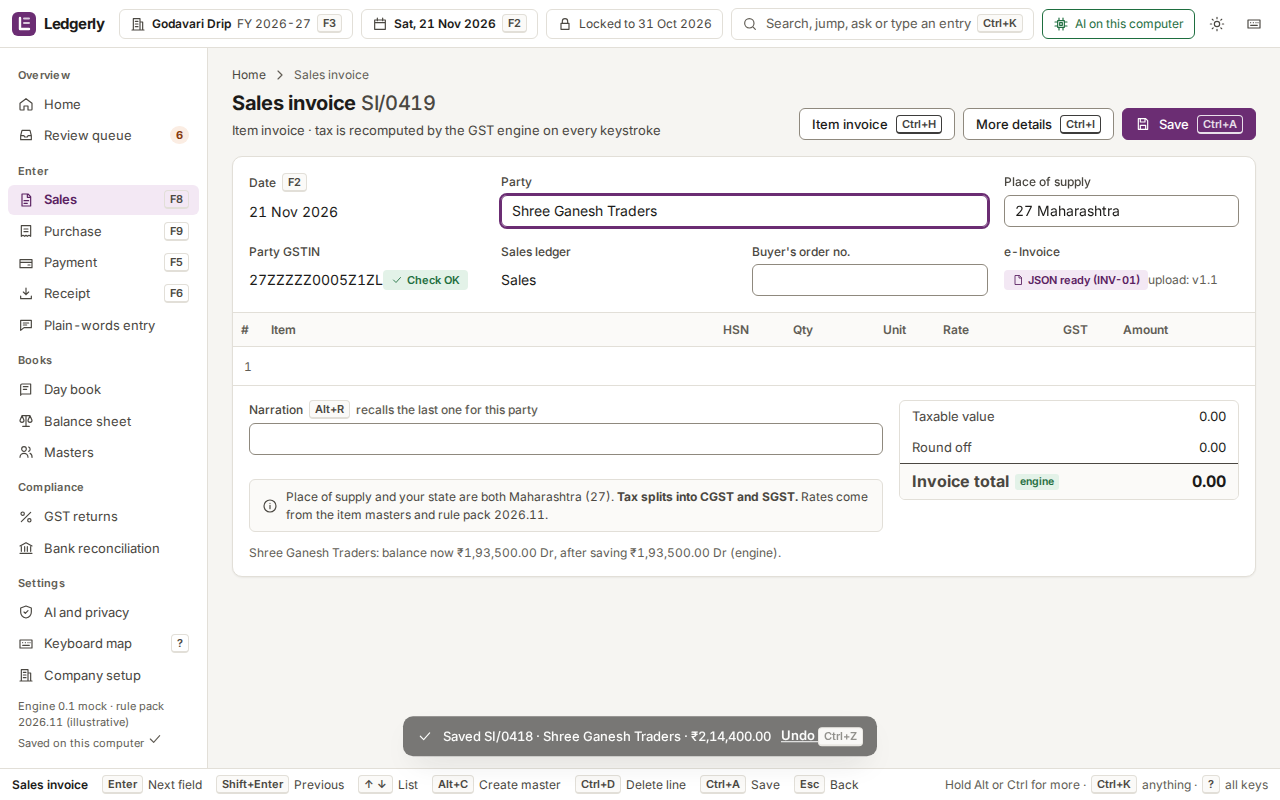 Ledgerly
Godavari Drip FY 2026-27 F3
Sat, 21 Nov 2026 F2
Locked to 31 Oct 2026
Search, jump, ask or type an entry Ctrl+K
AI on this computer
Overview
Home
Review queue 6
Enter
Sales F8
Purchase F9
Payment F5
Receipt F6
Plain-words entry
Books
Day book
Balance sheet
Masters
Compliance
GST returns
Bank reconciliation
Settings
AI and privacy
Keyboard map ?
Company setup
Engine 0.1 mock · rule pack
2026.11 (illustrative)
Saved on this computer
Home > Sales invoice
Sales invoice SI/0419
Item invoice · tax is recomputed by the GST engine on every keystroke
Item invoice Ctrl+H
More details Ctrl+I
Save Ctrl+A
Date F2
Party
Place of supply
21 Nov 2026
Shree Ganesh Traders
27 Maharashtra
Party GSTIN
Sales ledger
Buyer's order no.
e-Invoice
27ZZZZZ0005Z1ZL Check OK
Sales
JSON ready (INV-01) upload: v1.1
# Item HSN Qty Unit Rate GST Amount
1
Narration Alt+R recalls the last one for this party
Taxable value 0.00
Round off 0.00
Invoice total engine 0.00
Place of supply and your state are both Maharashtra (27). Tax splits into CGST and SGST. Rates come
from the item masters and rule pack 2026.11.
Shree Ganesh Traders: balance now ₹1,93,500.00 Dr, after saving ₹1,93,500.00 Dr (engine).
Saved SI/0418 · Shree Ganesh Traders · ₹2,14,400.00 Undo Ctrl+Z
Sales invoice Enter Next field Shift+Enter Previous ↑ ↓ List Alt+C Create master Ctrl+D Delete line Ctrl+A Save Esc Back
Hold Alt or Ctrl for more · Ctrl+K anything · ? all keys